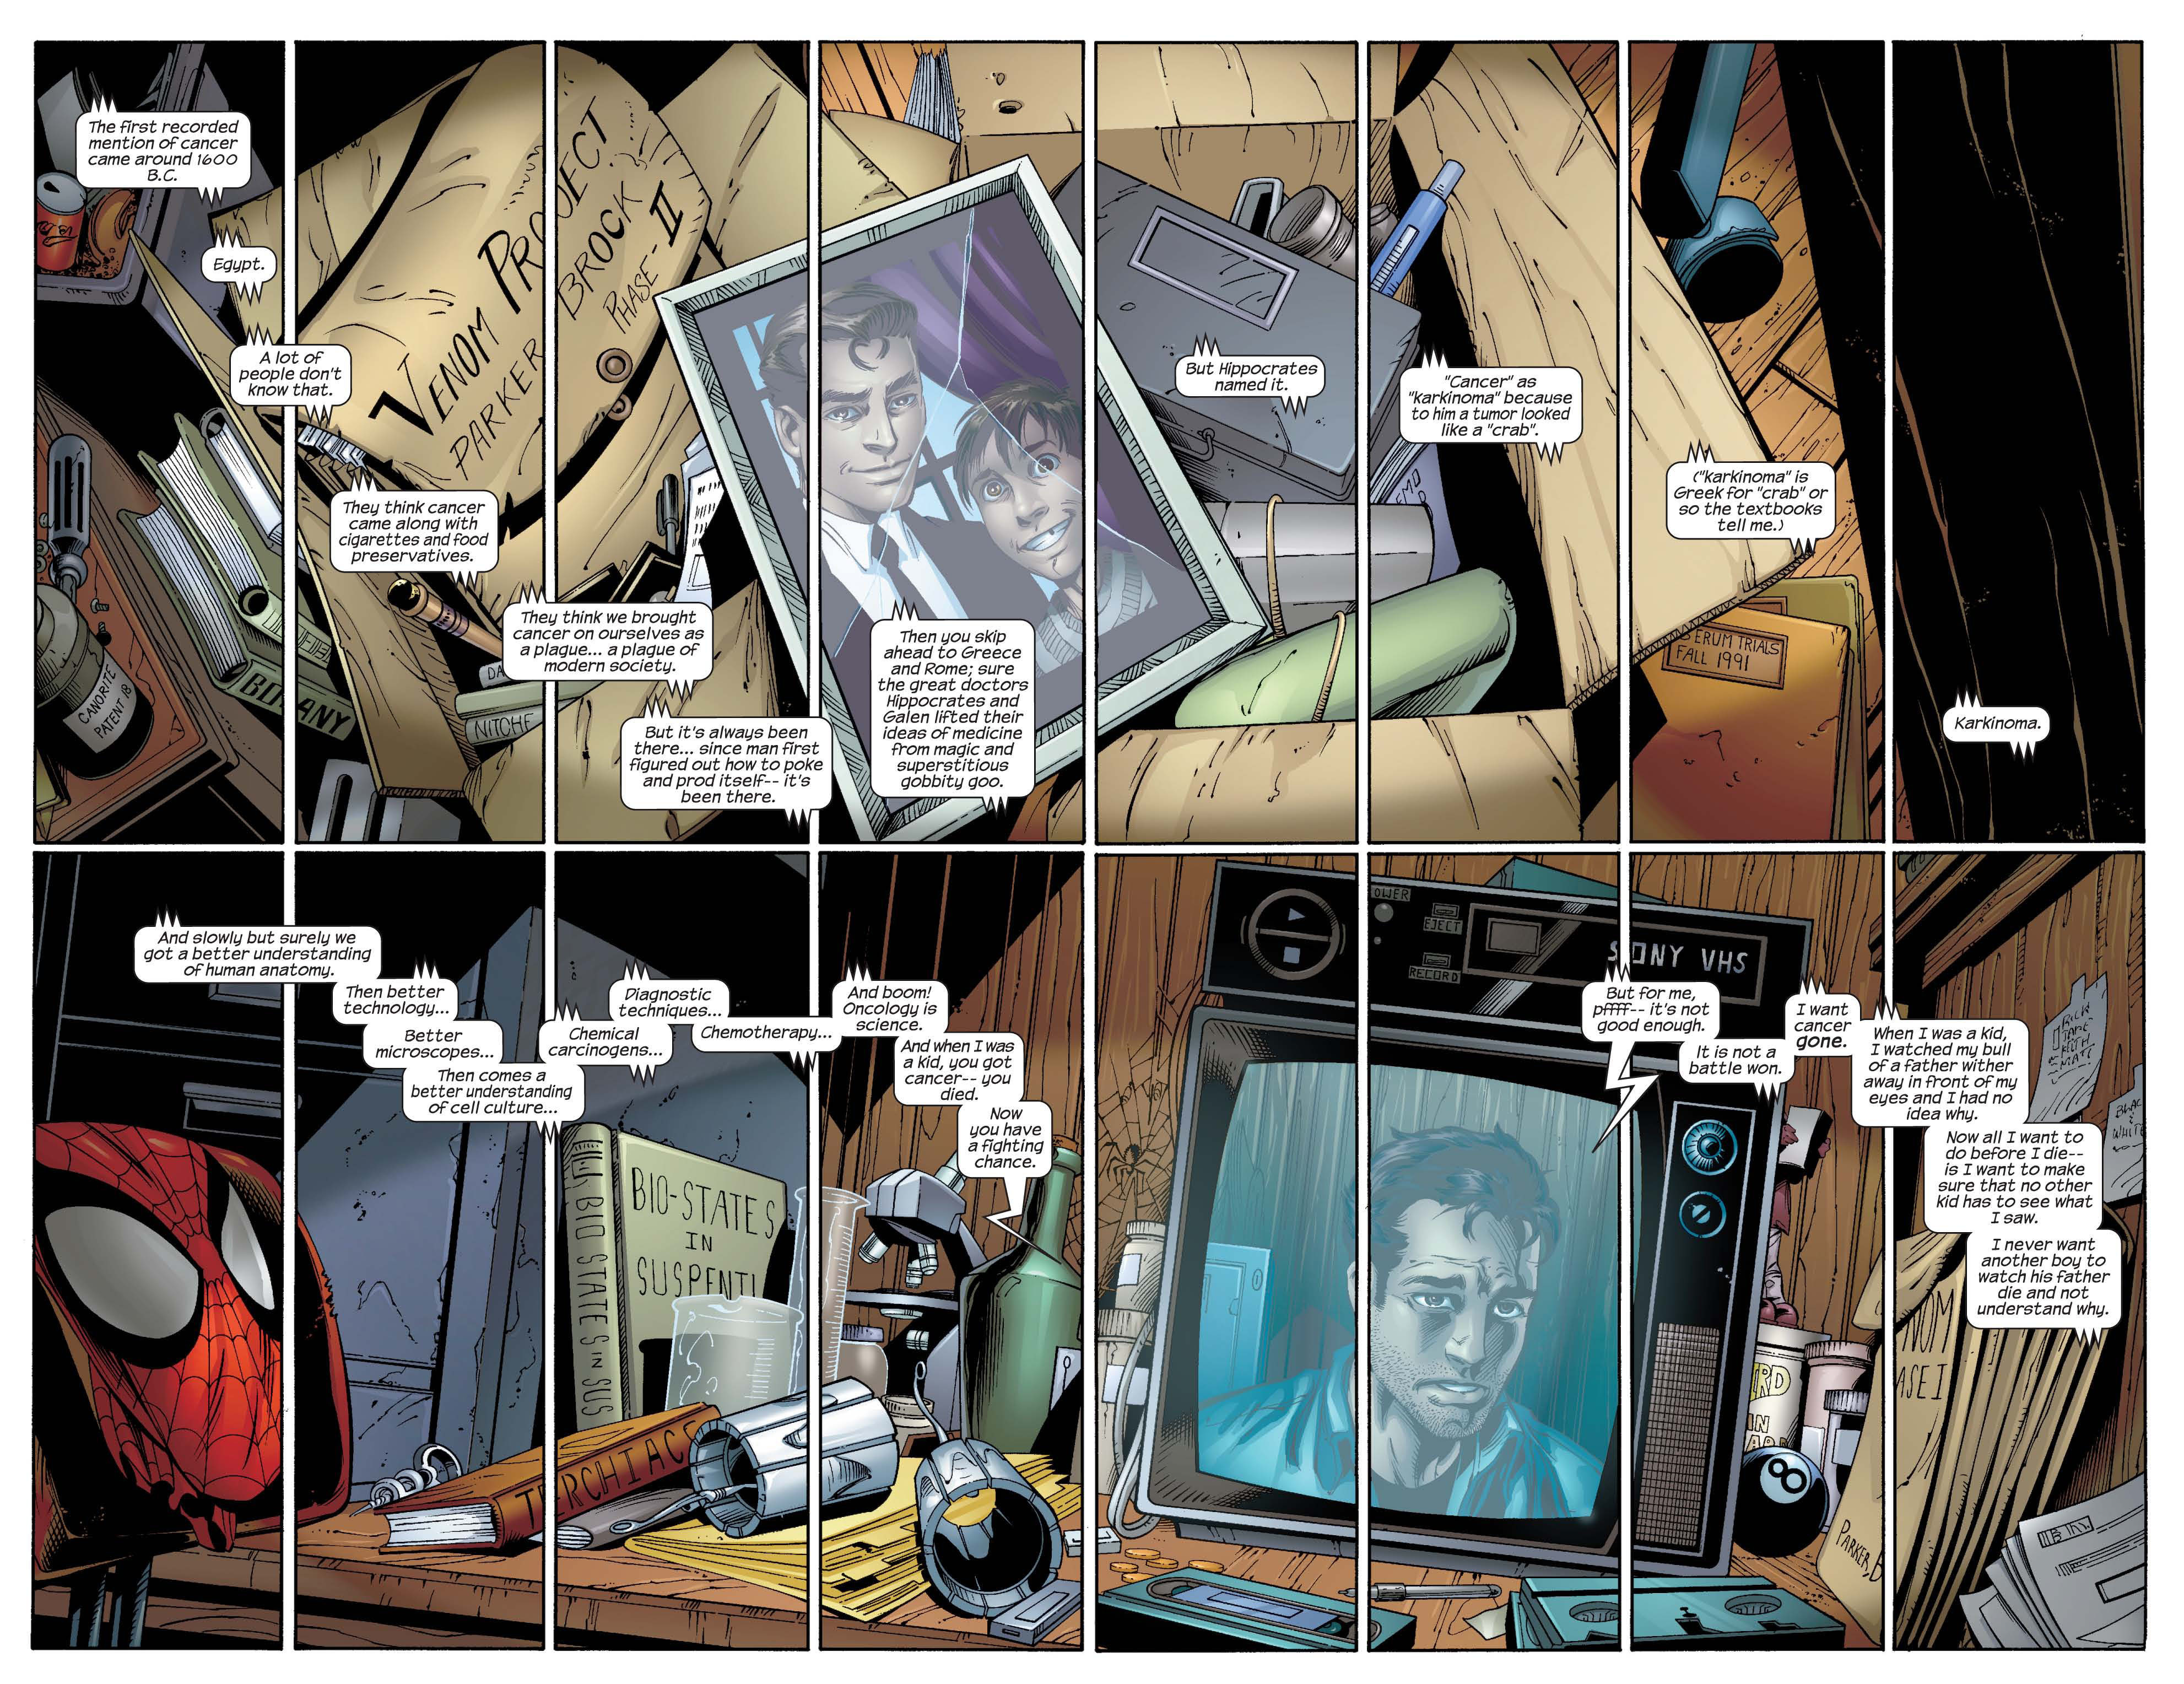 The first recorded
mention of cancer
came around 1600
B.C.
Egypt.
A lot of
people don't
know that.
They think cancer
came along with
cigarettes and food
preservatives.
They think we brought
cancer on ourselves as
a plague... a plague of
modern society.
But it's always been
there... since man first
figured out how to poke
and prod itself-- it's
been there.
Then you skip
ahead to Greece
and Rome; sure
the great doctors
Hippocrates and
Galen lifted their
ideas of medicine
from magic and
superstitious
gobbity goo.
But Hippocrates
named it.
"Cancer" as
"karkinoma" because
to him a tumor looked
like a "crab".
("karkinoma" is
Greek for "crab" or
so the textbooks
tell me.)
Karkinoma.
VENOM PROJECT
PARKER
BROCK
PHASE-II
CANORITE
PATENT 18
BOTANY
DA
NITCHE
SERUM TRIALS
FALL 1991
And slowly but surely we
got a better understanding
of human anatomy.
Then better
technology...
Better
microscopes...
Then comes a
better understanding
of cell culture...
Chemical
carcinogens...
Diagnostic
techniques...
Chemotherapy...
And boom!
Oncology is
science.
And when I was
a kid, you got
cancer-- you
died.
Now
you have
a fighting
chance.
But for me,
pffff-- it's not
good enough.
It is not a
battle won.
I want
cancer
gone.
When I was a kid,
I watched my bull
of a father wither
away in front of my
eyes and I had no
idea why.
Now all I want to
do before I die--
is I want to make
sure that no other
kid has to see what
I saw.
I never want
another boy to
watch his father
die and not
understand why.
BIO-STATES
IN
SUSPENTI
BIO STATES IN SUS
OWER
EJECT
RECORD
SONY VHS
8
NOM
ASE I
PARKER, B